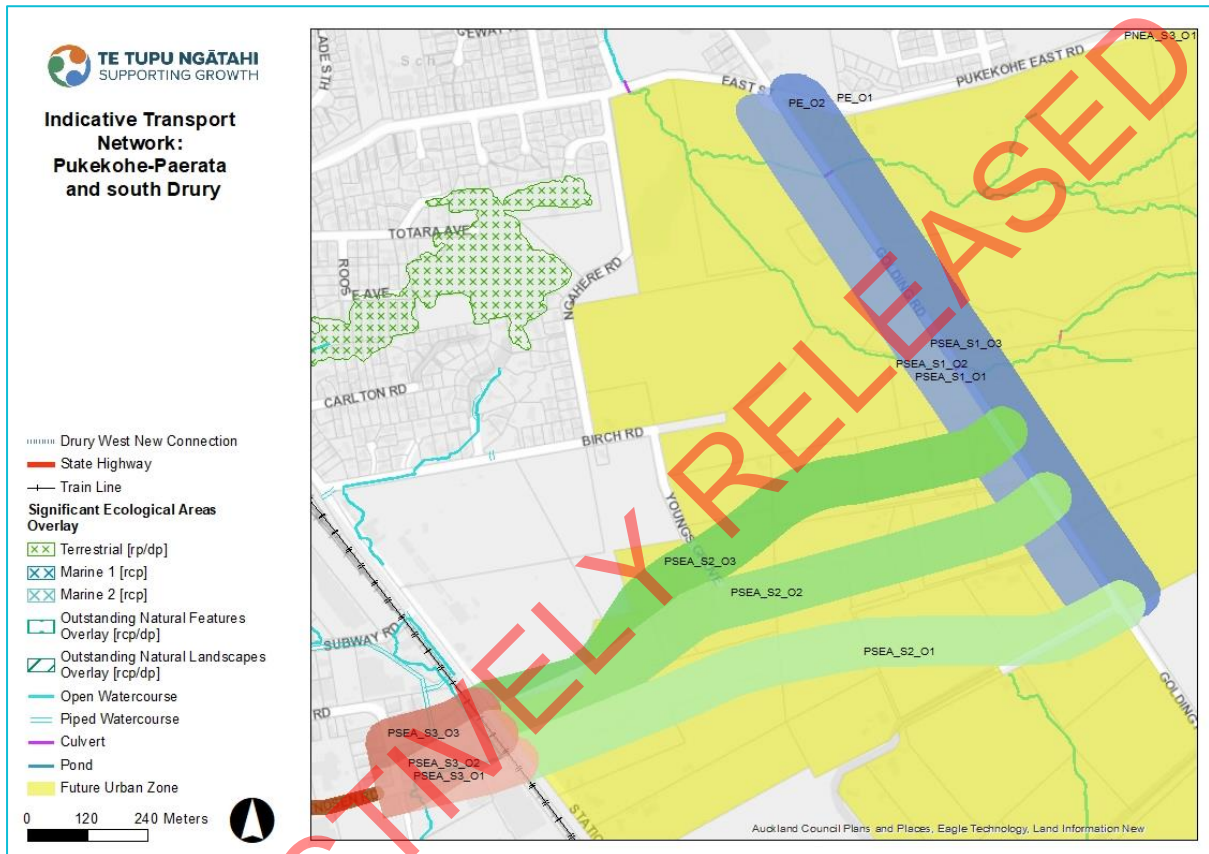 TE TUPU NGĀTAHI
SUPPORTING GROWTH
Indicative Transport
Network:
Pukekohe-Paerata
and south Drury
Drury West New Connection
State Highway
Train Line
Significant Ecological Areas
Overlay
Terrestrial [rp/dp]
Marine 1 [rcp]
Marine 2 [rcp]
Outstanding Natural Features
Overlay [rcp/dp]
Outstanding Natural Landscapes
Overlay [rcp/dp]
Open Watercourse
Piped Watercourse
Culvert
Pond
Future Urban Zone
0 120 240 Meters
PNEA_S3_O1
PUKEKOHE EAST RD
EAST
PE_O2
PE_O1
TOTARA AVE
NGAHERE RD
GOLDING RD
PSEA_S1_O3
PSEA_S1_O2
PSEA_S1_O1
CARLTON RD
BIRCH RD
YOUNGS
PSEA_S2_O3
PSEA_S2_O2
PSEA_S2_O1
SUBWAY RD
RD
PSEA_S3_O3
PSEA_S3_O2
PSEA_S3_O1
GOLDING
Auckland Council Plans and Places, Eagle Technology, Land Information New
CTIVELY RELEASED